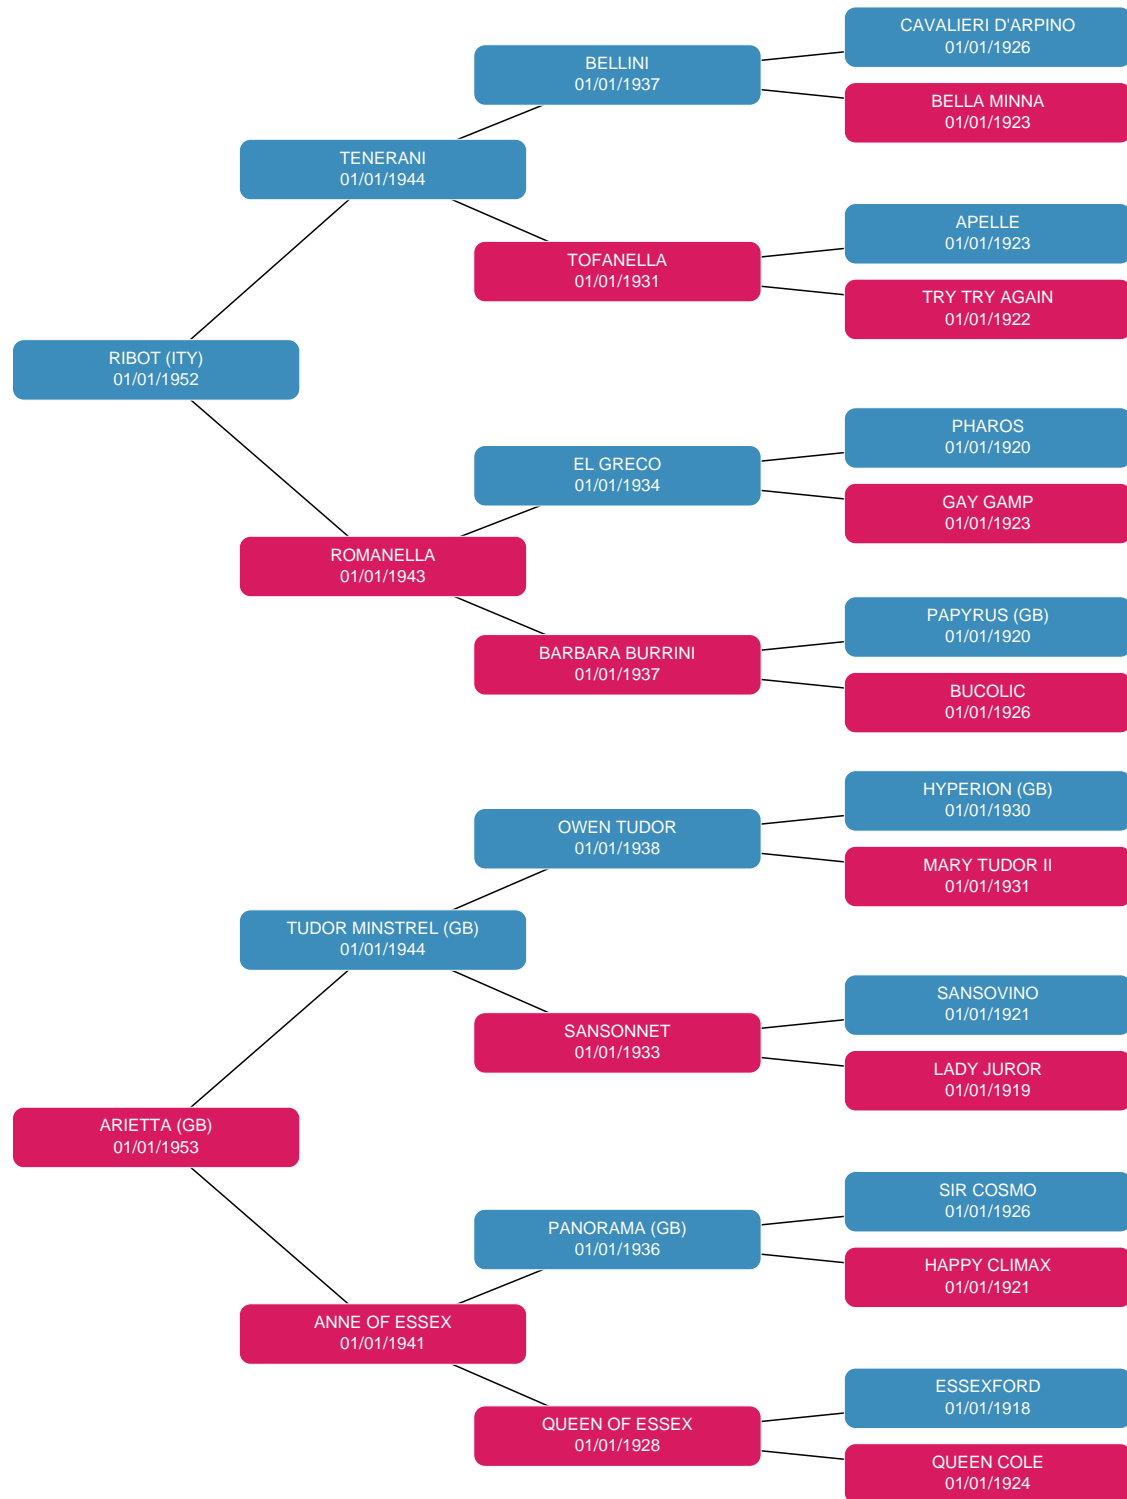 CAVALIERI D'ARPINO
01/01/1926
BELLINI
01/01/1937
BELLA MINNA
01/01/1923
TENERANI
01/01/1944
APELLE
01/01/1923
TOFANELLA
01/01/1931
TRY TRY AGAIN
01/01/1922
RIBOT (ITY)
01/01/1952
PHAROS
01/01/1920
EL GRECO
01/01/1934
GAY GAMP
01/01/1923
ROMANELLA
01/01/1943
PAPYRUS (GB)
01/01/1920
BARBARA BURRINI
01/01/1937
BUCOLIC
01/01/1926
HYPERION (GB)
01/01/1930
OWEN TUDOR
01/01/1938
MARY TUDOR II
01/01/1931
TUDOR MINSTREL (GB)
01/01/1944
SANSOVINO
01/01/1921
SANSONNET
01/01/1933
LADY JUROR
01/01/1919
ARIETTA (GB)
01/01/1953
SIR COSMO
01/01/1926
PANORAMA (GB)
01/01/1936
HAPPY CLIMAX
01/01/1921
ANNE OF ESSEX
01/01/1941
ESSEXFORD
01/01/1918
QUEEN OF ESSEX
01/01/1928
QUEEN COLE
01/01/1924